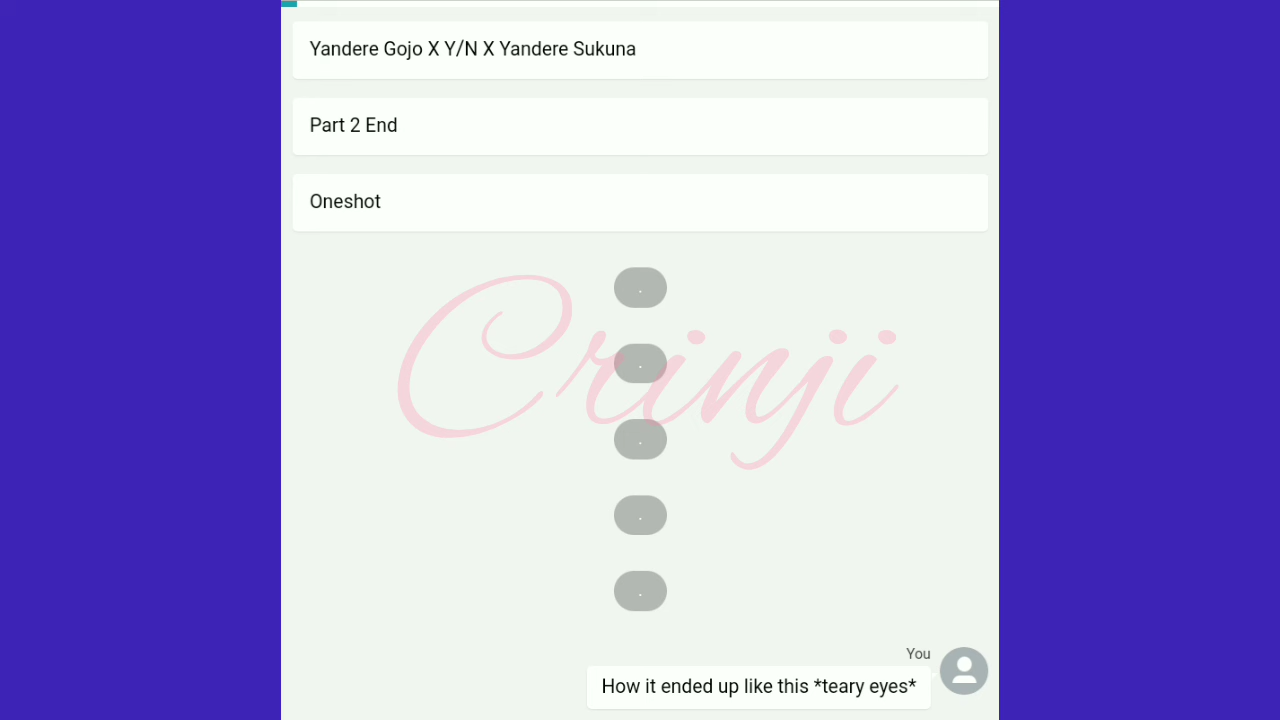 Yandere Gojo X Y/N X Yandere Sukuna
Part 2 End
Oneshot
.
Crinji
.
.
.
.
You
How it ended up like this *teary eyes*